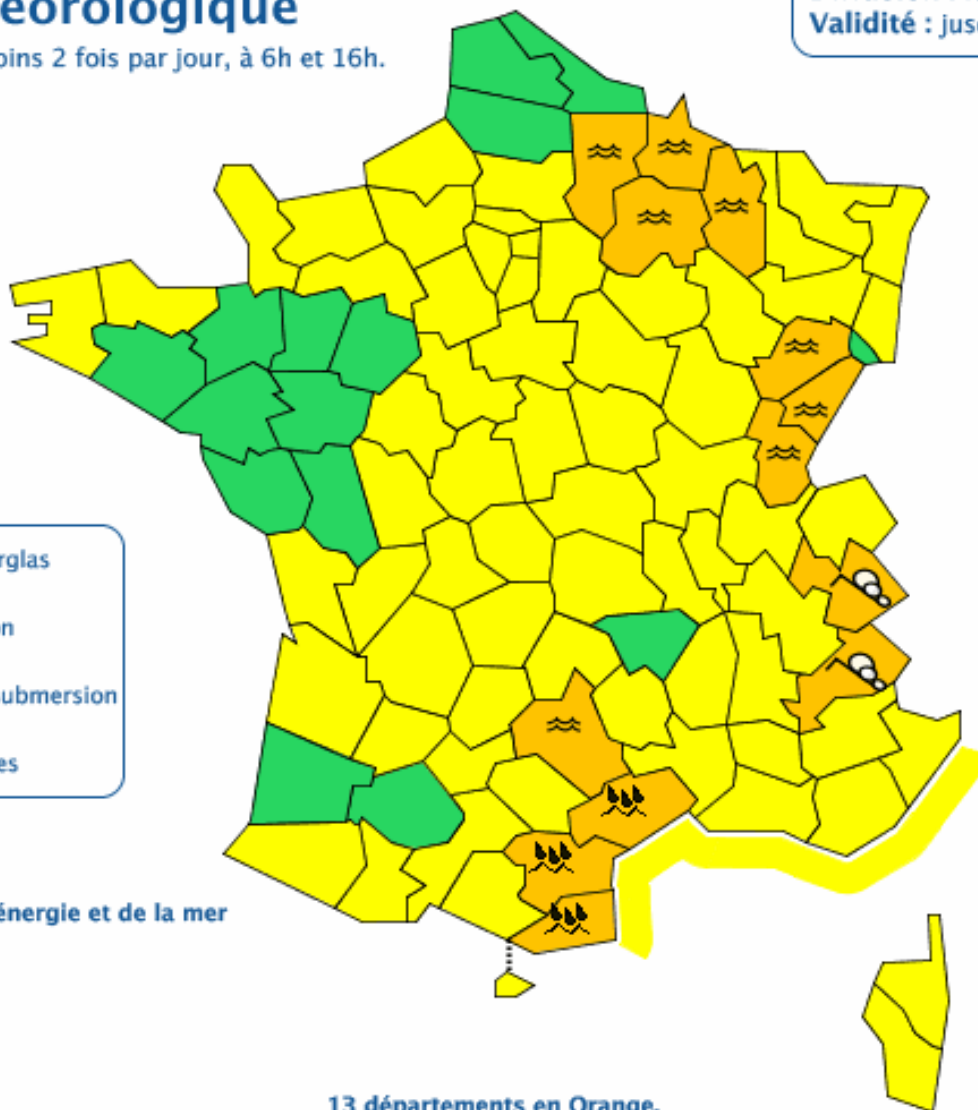 éorologique
oins 2 fois par jour, à 6h et 16h.
Validité : jus
rglas
n
submersion
es
énergie et de la mer
13 départements en Orange.